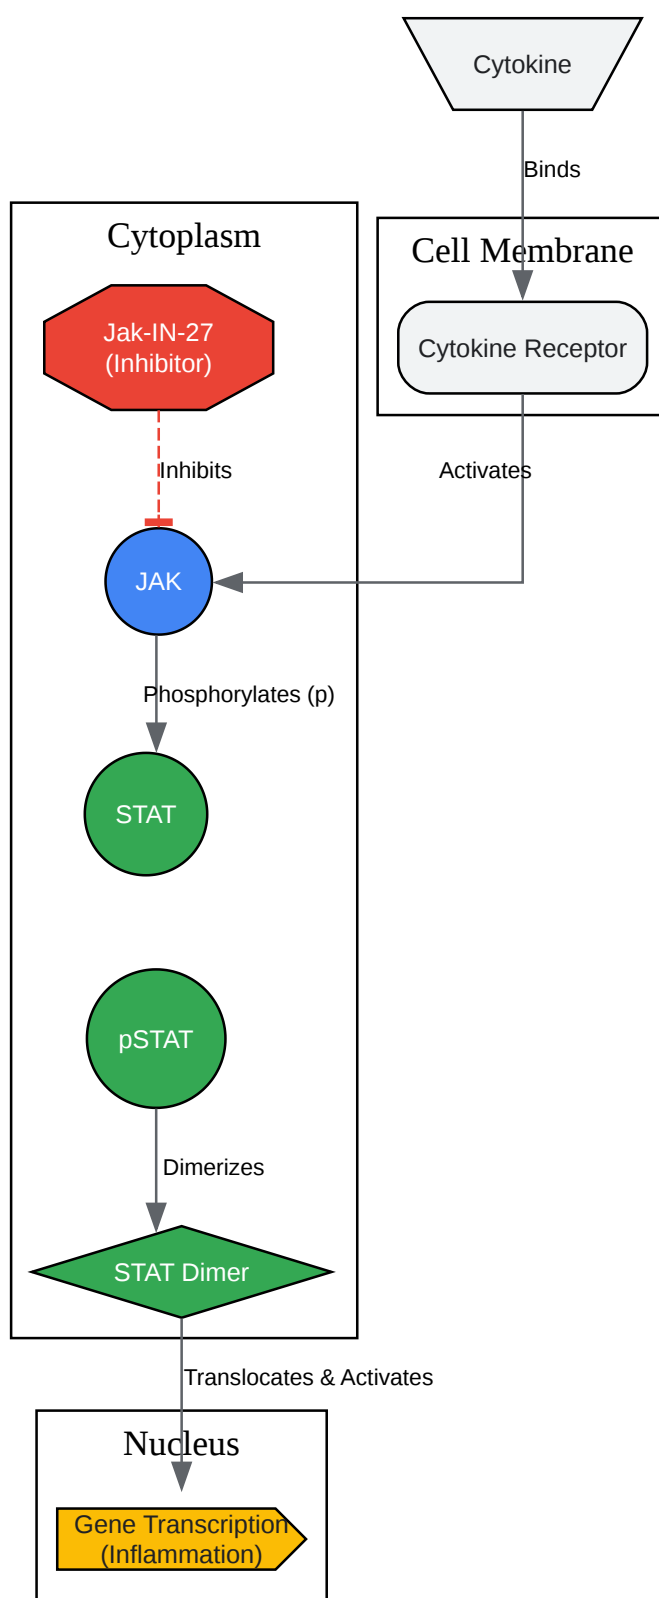 Cytokine
Binds
Cytoplasm
Cell Membrane
Jak-IN-27
(Inhibitor)
Cytokine Receptor
Inhibits
Activates
JAK
Phosphorylates (p)
STAT
pSTAT
Dimerizes
STAT Dimer
Translocates & Activates
Nucleus
Gene Transcription
(Inflammation)